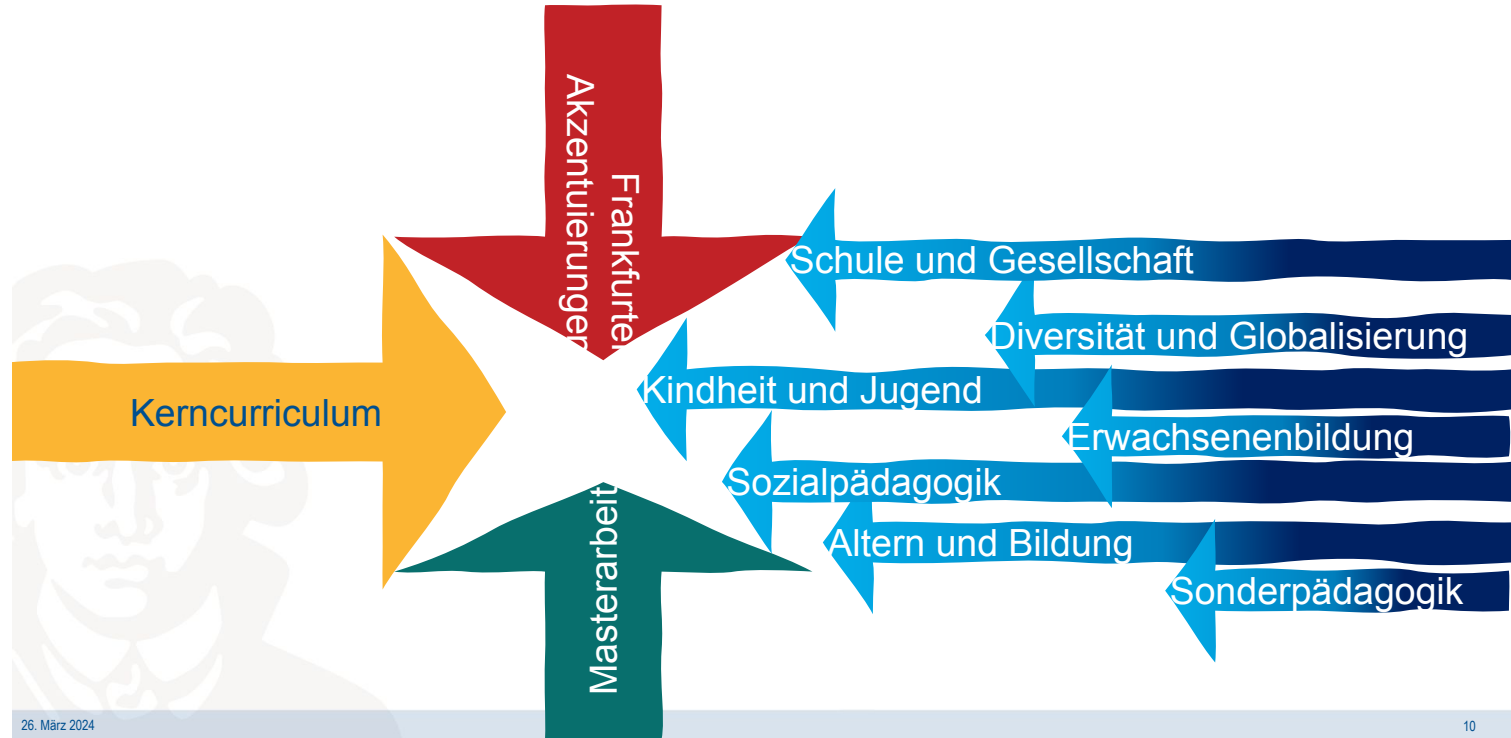 Frankfurter
Akzentuierungen
Schule und Gesellschaft
Diversität und Globalisierung
Kindheit und Jugend
Kerncurriculum
Erwachsenenbildung
Sozialpädagogik
Altern und Bildung
Sonderpädagogik
Masterarbeit
26. März 2024
10